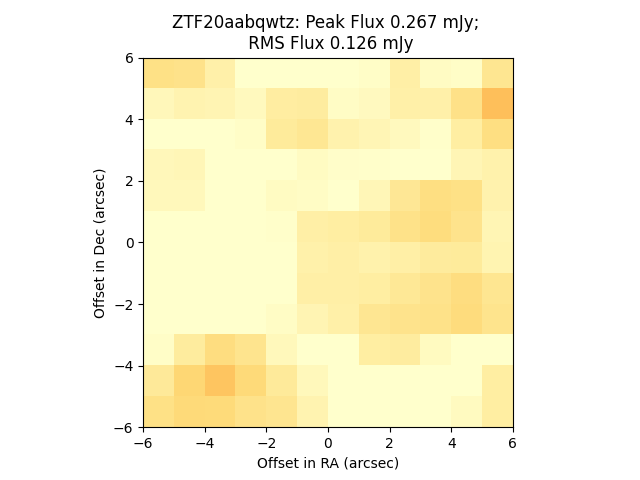 ZTF20aabqwtz: Peak Flux 0.267 mJy;
RMS Flux 0.126 mJy
6
4
2
0
−2
−4
−6
Offset in Dec (arcsec)
−6 −4 −2 0 2 4 6
Offset in RA (arcsec)